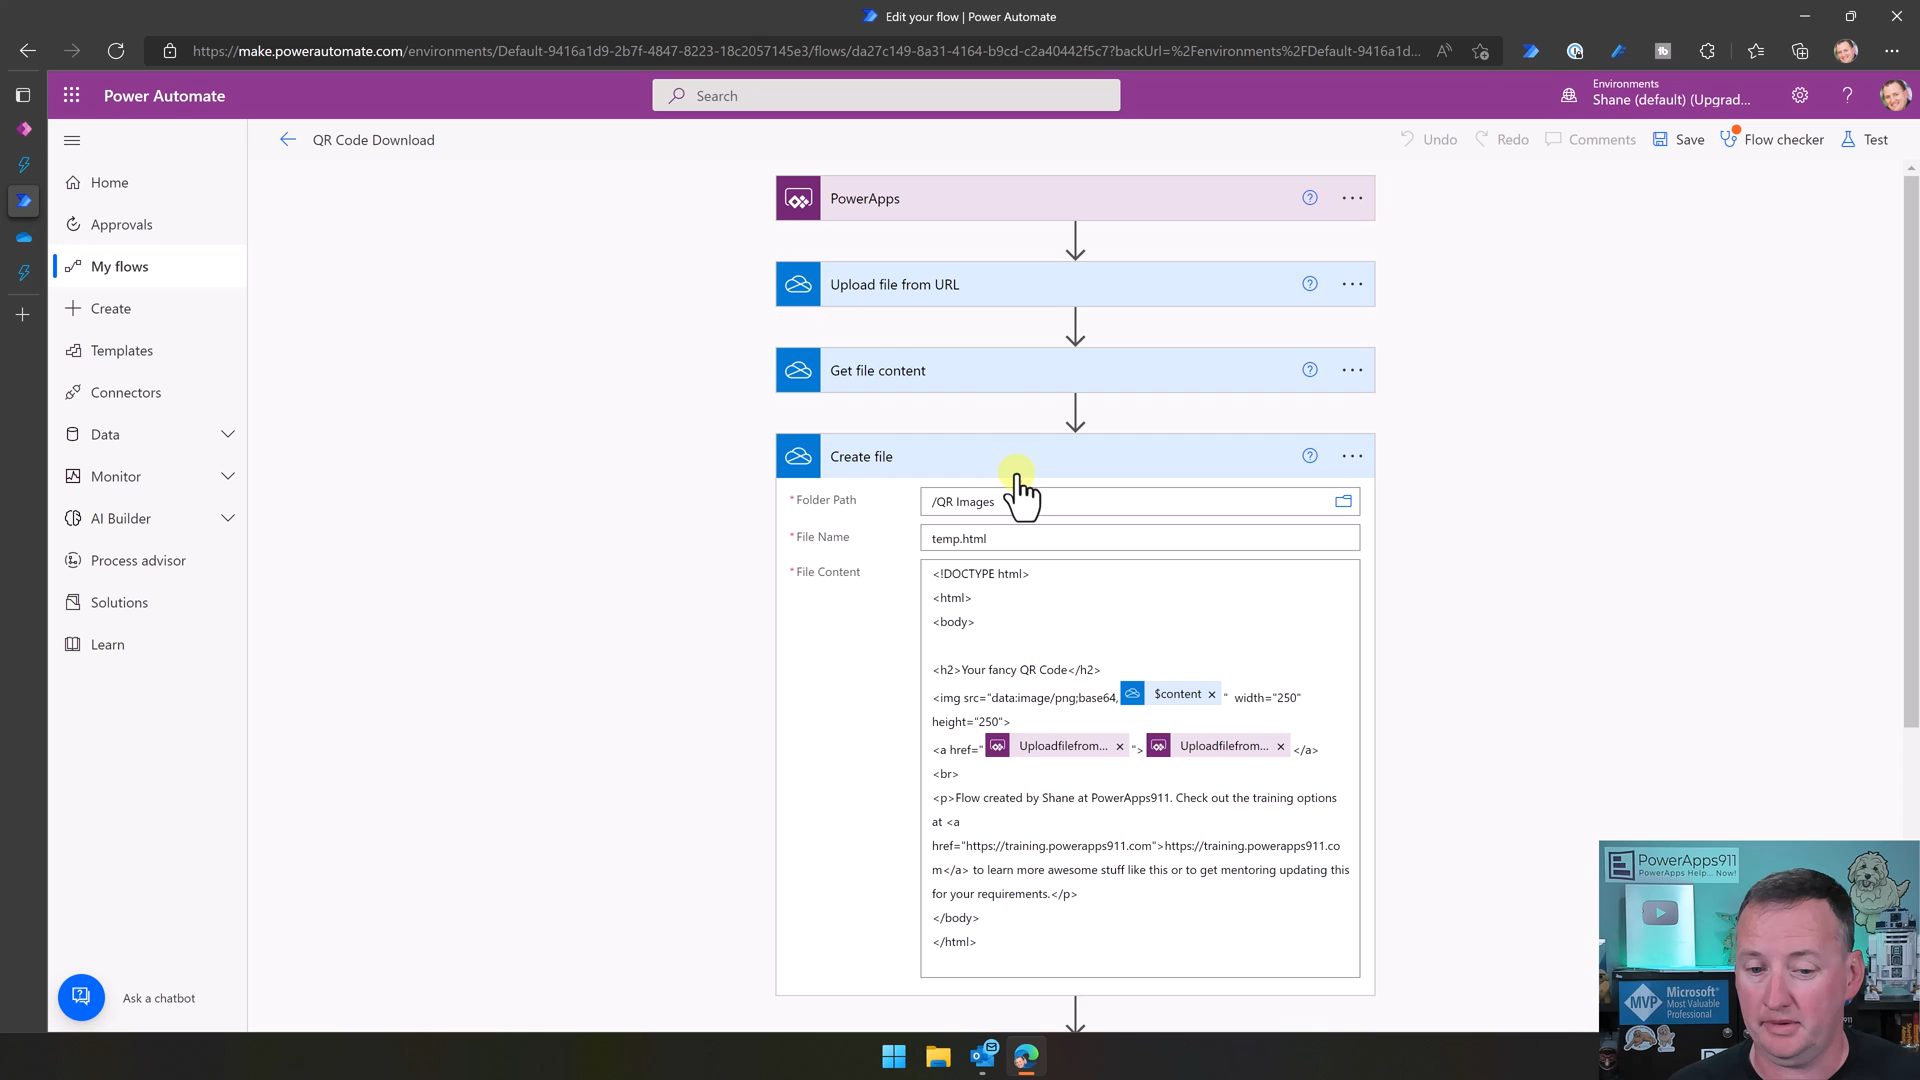 Edit your flow | Power Automate
https://make.powerautomate.com/environments/Default-9416a1d9-2b7f-4847-8223-18c2057145e3/flows/da27c149-8a31-4164-b9cd-c2a40442f5c7?backUrl=%2Fenvironments%2FDefault-9416a1d...
Power Automate
Search
Environments
Shane (default) (Upgrad...
QR Code Download
Undo
Redo
Comments
Save
Flow checker
Test
Home
Approvals
My flows
Create
Templates
Connectors
Data
Monitor
AI Builder
Process advisor
Solutions
Learn
Ask a chatbot
PowerApps
Upload file from URL
Get file content
Create file
* Folder Path
/QR Images
* File Name
temp.html
* File Content
<!DOCTYPE html>
<html>
<body>
<h2>Your fancy QR Code</h2>
<img src="data:image/png;base64, $content × " width="250"
height="250">
<a href=" Uploadfilefrom... × "> Uploadfilefrom... × </a>
<br>
<p>Flow created by Shane at PowerApps911. Check out the training options
at <a
href="https://training.powerapps911.com">https://training.powerapps911.co
m</a> to learn more awesome stuff like this or to get mentoring updating this
for your requirements.</p>
</body>
</html>
PowerApps911
PowerApps Help... Now!
MVP Microsoft®
Most Valuable
Professional